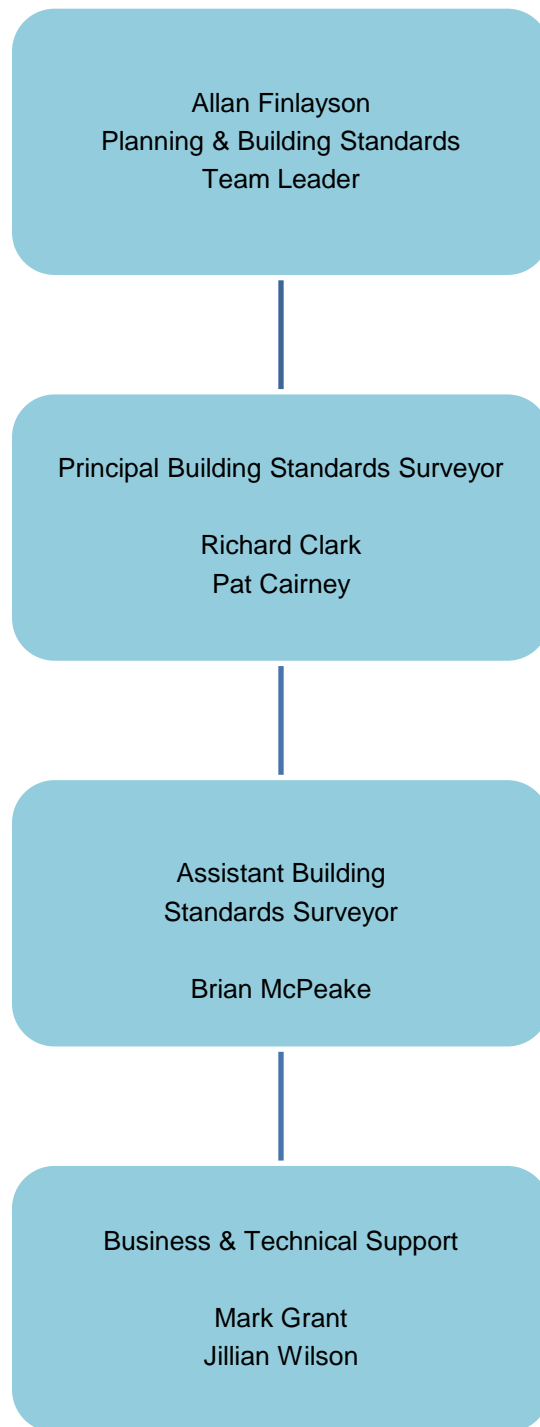 Allan Finlayson
Planning & Building Standards
Team Leader
Principal Building Standards Surveyor
Richard Clark
Pat Cairney
Assistant Building
Standards Surveyor
Brian McPeake
Business & Technical Support
Mark Grant
Jillian Wilson